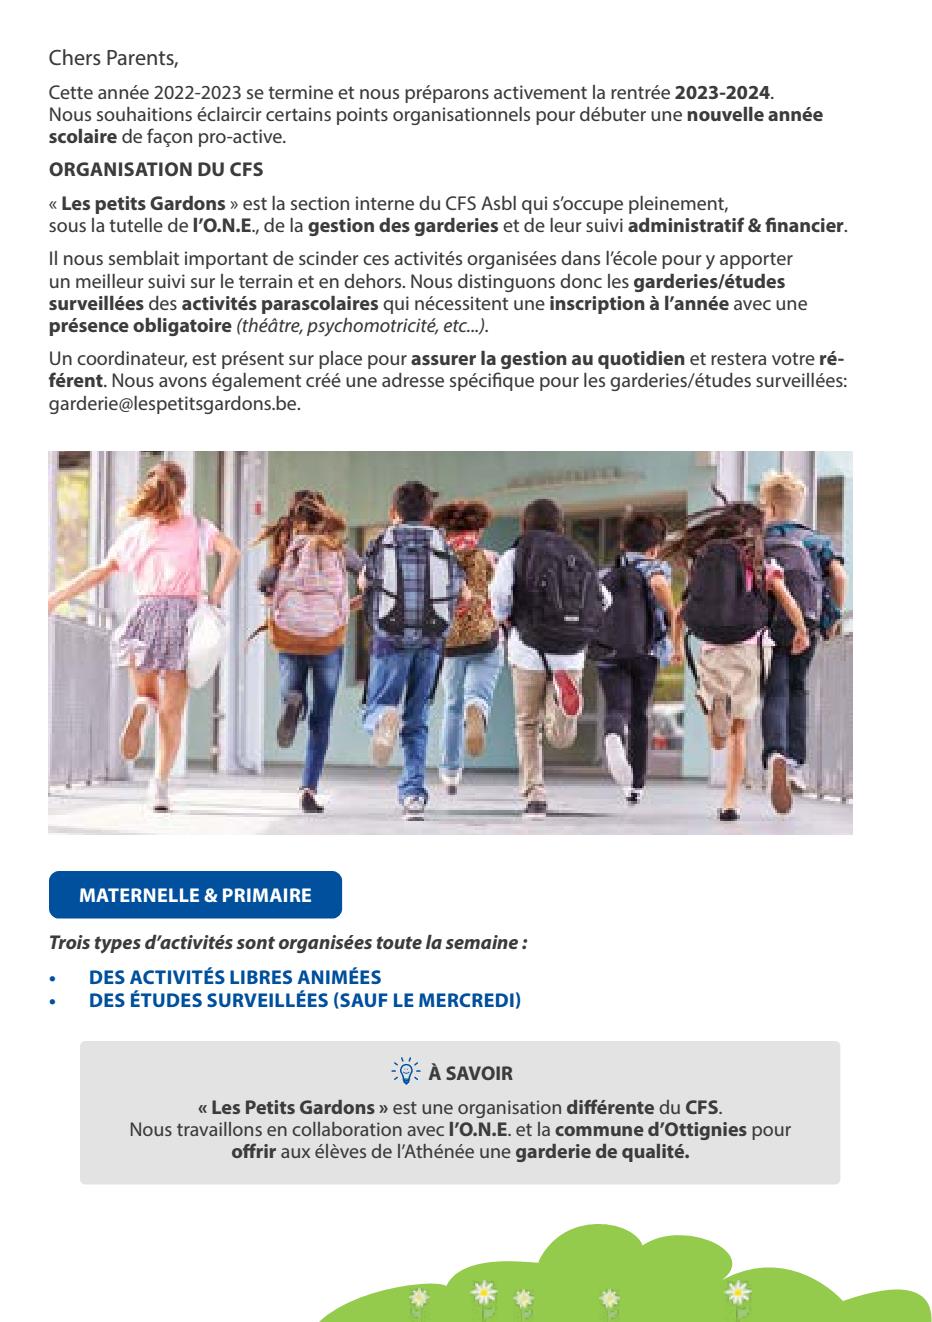 Chers Parents,
Cette année 2022-2023 se termine et nous préparons activement la rentrée 2023-2024.
Nous souhaitions éclaircir certains points organisationnels pour débuter une nouvelle année
scolaire de façon pro-active.
ORGANISATION DU CFS
« Les petits Gardons » est la section interne du CFS Asbl qui s’occupe pleinement,
sous la tutelle de l’O.N.E., de la gestion des garderies et de leur suivi administratif & financier.
Il nous semblait important de scinder ces activités organisées dans l’école pour y apporter
un meilleur suivi sur le terrain et en dehors. Nous distinguons donc les garderies/études
surveillées des activités parascolaires qui nécessitent une inscription à l’année avec une
présence obligatoire (théâtre, psychomotricité, etc...).
Un coordinateur, est présent sur place pour assurer la gestion au quotidien et restera votre ré-
férent. Nous avons également créé une adresse spécifique pour les garderies/études surveillées:
garderie@lespetitsgardons.be.
MATERNELLE & PRIMAIRE
Trois types d’activités sont organisées toute la semaine :
• DES ACTIVITÉS LIBRES ANIMÉES
• DES ÉTUDES SURVEILLÉES (SAUF LE MERCREDI)
À SAVOIR
« Les Petits Gardons » est une organisation différente du CFS.
Nous travaillons en collaboration avec l’O.N.E. et la commune d’Ottignies pour
offrir aux élèves de l’Athénée une garderie de qualité.